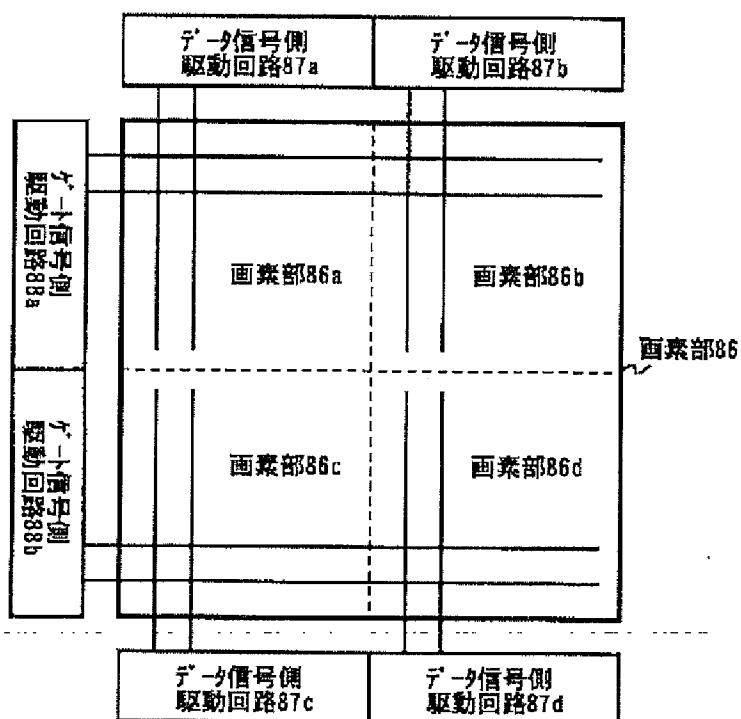 データ信号側
駆動回路87a
データ信号側
駆動回路87b
ゲート信号側
駆動回路88a
画素部86a
画素部86b
画素部86
ゲート信号側
駆動回路88b
画素部86c
画素部86d
データ信号側
駆動回路87c
データ信号側
駆動回路87d